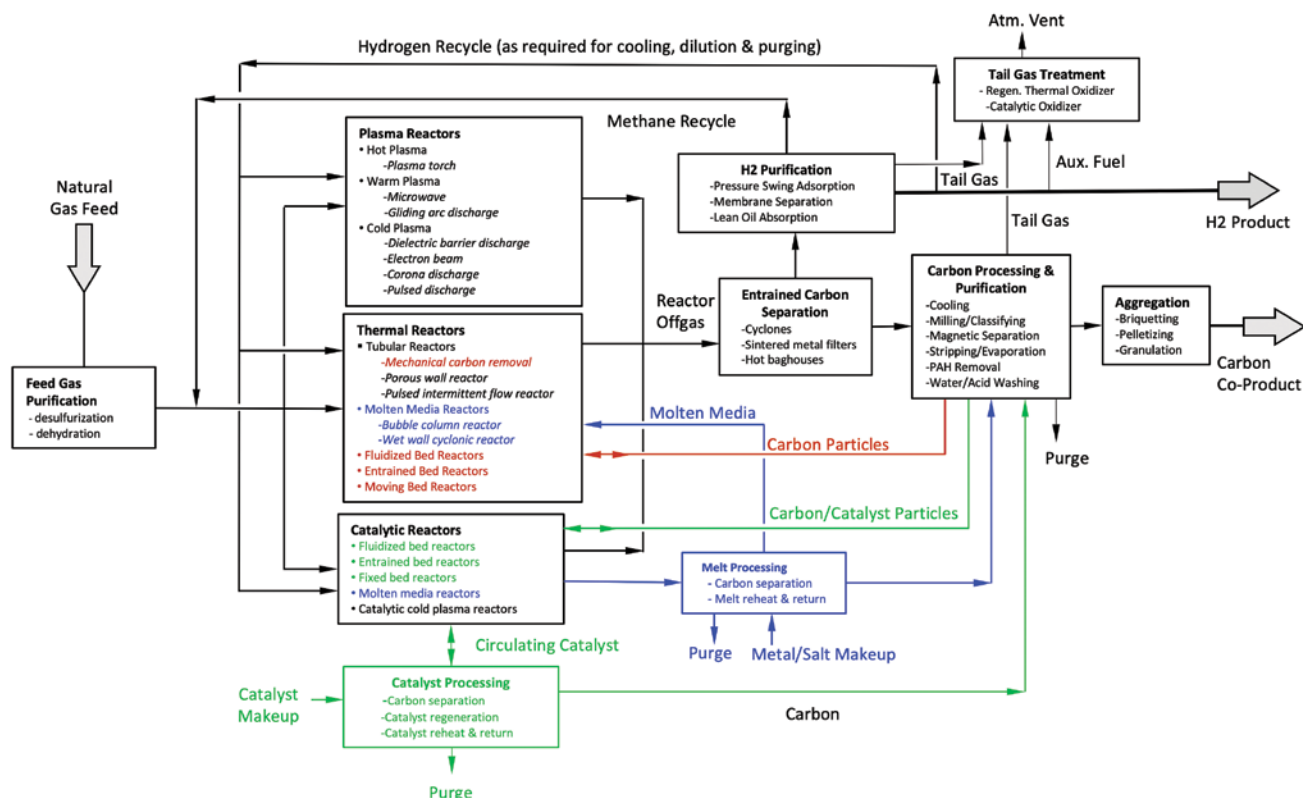 Atm. Vent
Hydrogen Recycle (as required for cooling, dilution & purging)
Tail Gas Treatment
- Regen. Thermal Oxidizer
-Catalytic Oxidizer
Methane Recycle
Plasma Reactors
• Hot Plasma
-Plasma torch
• Warm Plasma
-Microwave
-Gliding arc discharge
• Cold Plasma
-Dielectric barrier discharge
-Electron beam
-Corona discharge
-Pulsed discharge
Natural
Gas Feed
H2 Purification
-Pressure Swing Adsorption
-Membrane Separation
-Lean Oil Absorption
Tail Gas
Aux. Fuel
H2 Product
Tail Gas
Reactor
Offgas
Entrained Carbon
Separation
-Cyclones
-Sintered metal filters
-Hot baghouses
Carbon Processing &
Purification
-Cooling
-Milling/Classifying
-Magnetic Separation
-Stripping/Evaporation
-PAH Removal
-Water/Acid Washing
Aggregation
-Briquetting
-Pelletizing
-Granulation
Carbon
Co-Product
Thermal Reactors
▪ Tubular Reactors
-Mechanical carbon removal
-Porous wall reactor
-Pulsed intermittent flow reactor
• Molten Media Reactors
-Bubble column reactor
-Wet wall cyclonic reactor
• Fluidized Bed Reactors
• Entrained Bed Reactors
• Moving Bed Reactors
Feed Gas
Purification
- desulfurization
- dehydration
Molten Media
Carbon Particles
Purge
Carbon/Catalyst Particles
Catalytic Reactors
• Fluidized bed reactors
• Entrained bed reactors
• Fixed bed reactors
• Molten media reactors
• Catalytic cold plasma reactors
Melt Processing
- Carbon separation
- Melt reheat & return
Purge
Metal/Salt Makeup
Circulating Catalyst
Catalyst
Makeup
Catalyst Processing
-Carbon separation
-Catalyst regeneration
-Catalyst reheat & return
Carbon
Purge